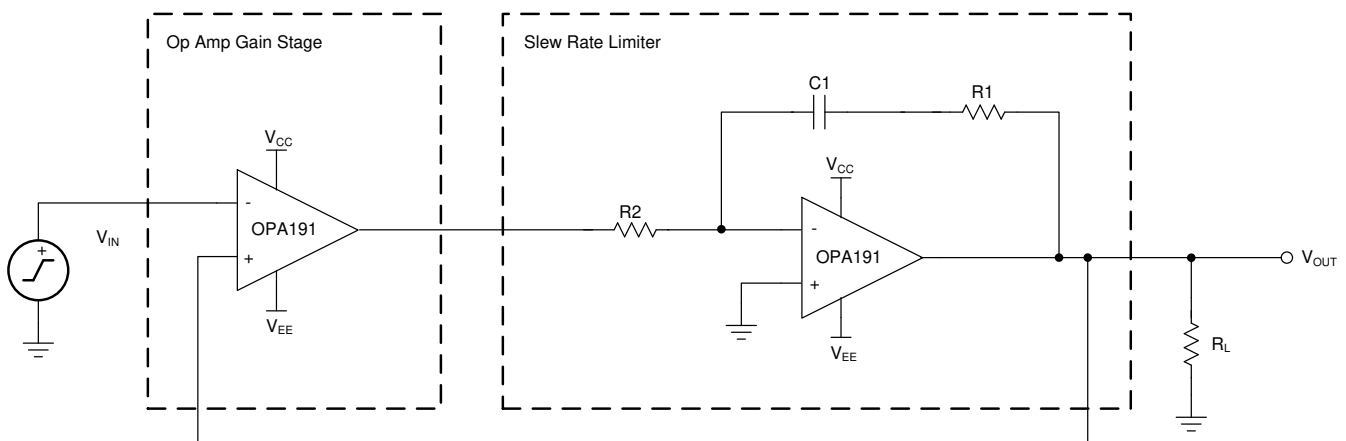 Op Amp Gain Stage
Slew Rate Limiter
C1
R1
VCC
VCC
R2
-
OPA191
+
VIN
+
VEE
-
OPA191
+
VEE
VOUT
RL